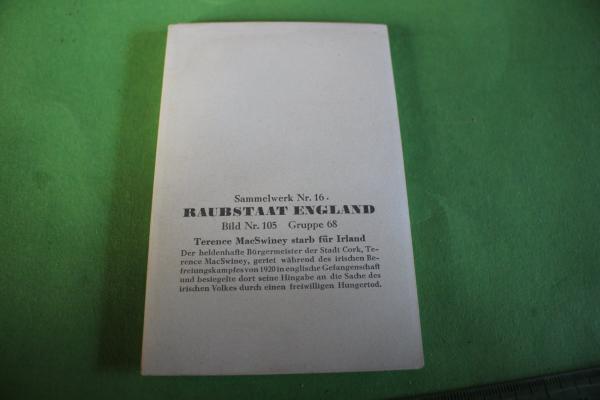 Sammelwerk Nr. 16.
RAUBSTAAT ENGLAND
Bild Nr. 105 Gruppe 68
Terence MacSwiney starb für Irland
Der heldenhafte Bürgermeister der Stadt Cork, Te-
rence MacSwiney, gertet während des irischen Be-
freiungskampfes von 1920 in englische Gefangenschaft
und besiegelte dort seine Hingabe an die Sache des
irischen Volkes durch einen freiwilligen Hungertod.